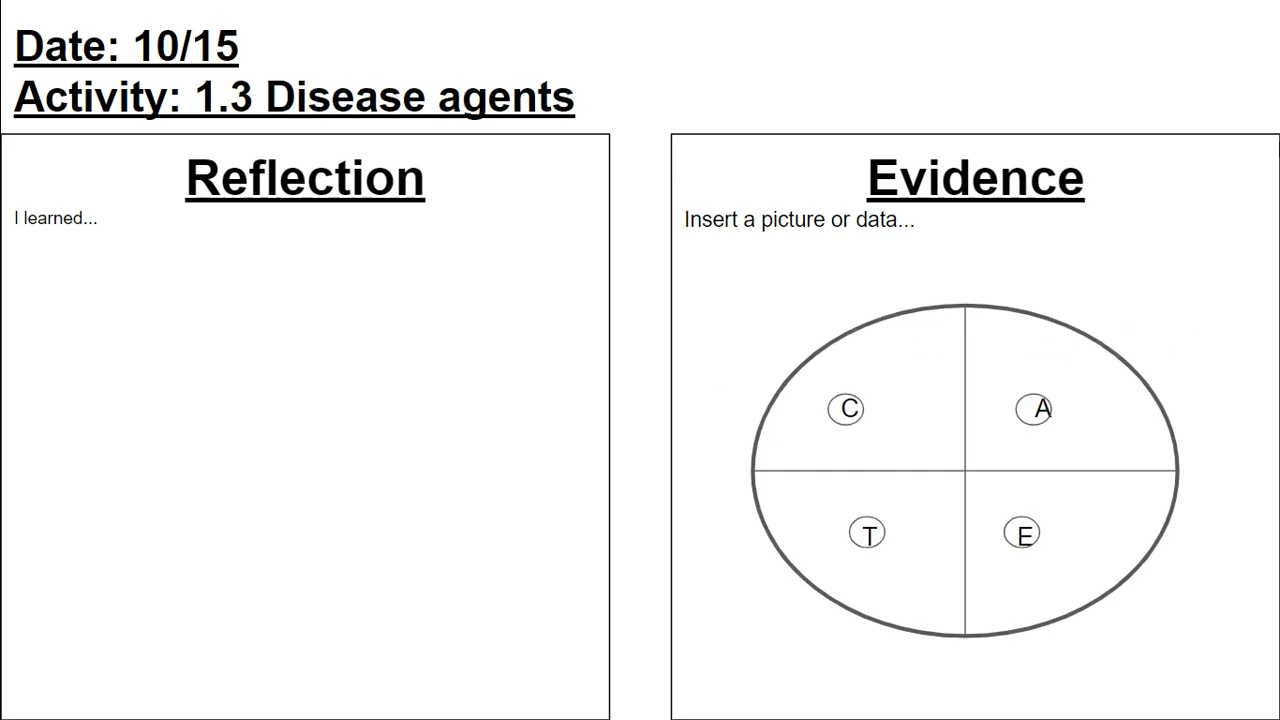 Date: 10/15
Activity: 1.3 Disease agents
Reflection
I learned...
Evidence
Insert a picture or data...
C
A
T
E